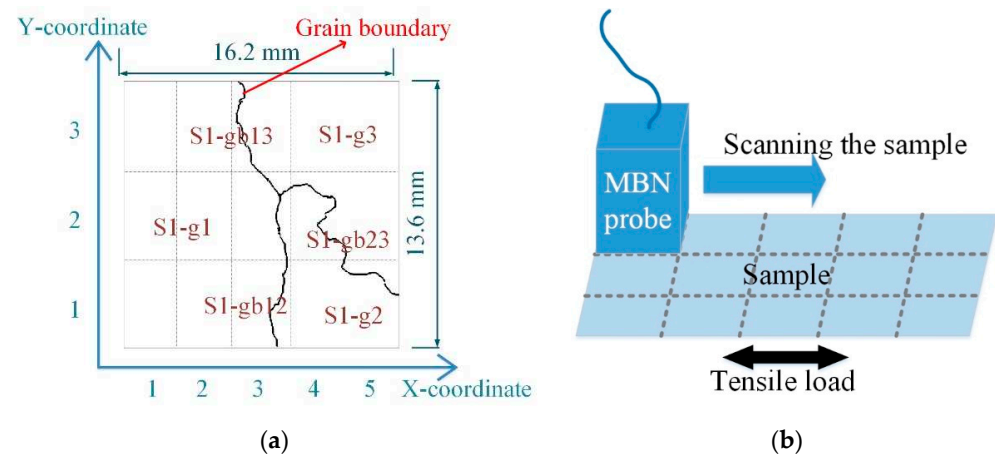 Y-coordinate
Grain boundary
16.2 mm
3
S1-gb13
S1-g3
2
S1-g1
S1-gb23
13.6 mm
1
S1-gb12
S1-g2
1 2 3 4 5 X-coordinate
(a)
Scanning the sample
MBN
probe
Sample
Tensile load
(b)